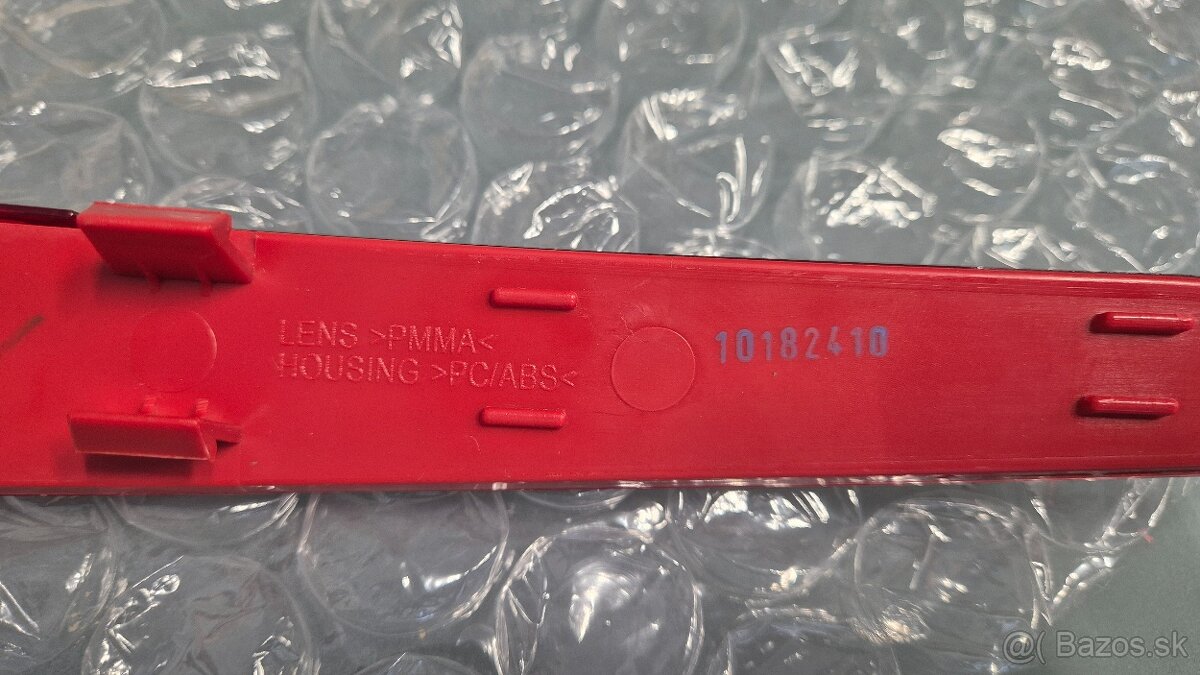 LENS >PMMA<
HOUSING >PC/ABS<
10182410
@( Bazos.sk